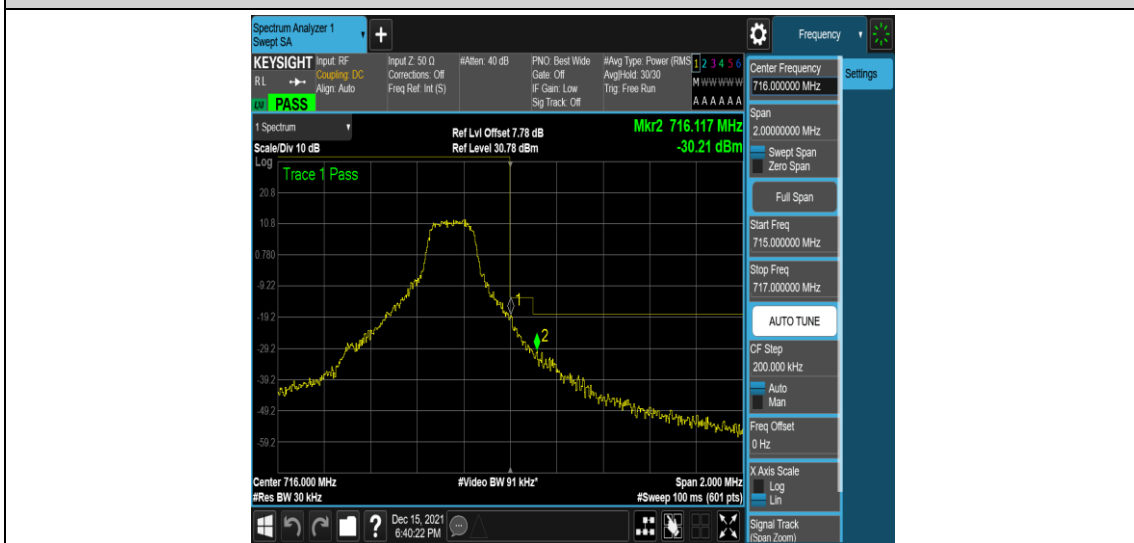 Spectrum Analyzer 1
Swept SA
+
Frequency
KEYSIGHT
RL
LV PASS
Input: RF
Coupling: DC
Align: Auto
Input Z: 50 Ω
Corrections: Off
Freq Ref: Int (S)
#Atten: 40 dB
PNO: Best Wide
Gate: Off
IF Gain: Low
Sig Track: Off
#Avg Type: Power (RMS
Avg|Hold: 30/30
Trig: Free Run
1 2 3 4 5 6
M W W W W W
A A A A A A
1 Spectrum
Scale/Div 10 dB
Ref Lvl Offset 7.78 dB
Ref Level 30.78 dBm
Mkr2 716.117 MHz
-30.21 dBm
Log
Trace 1 Pass
20.8
10.8
0.780
-9.22
-19.2
-29.2
-39.2
-49.2
-59.2
1
2
Center 716.000 MHz
#Res BW 30 kHz
#Video BW 91 kHz*
Span 2.000 MHz
#Sweep 100 ms (601 pts)
?
Dec 15, 2021
6:40:22 PM
Center Frequency
716.000000 MHz
Settings
Span
2.00000000 MHz
Swept Span
Zero Span
Full Span
Start Freq
715.000000 MHz
Stop Freq
717.000000 MHz
AUTO TUNE
CF Step
200.000 kHz
Auto
Man
Freq Offset
0 Hz
X Axis Scale
Log
Lin
Signal Track
(Span Zoom)